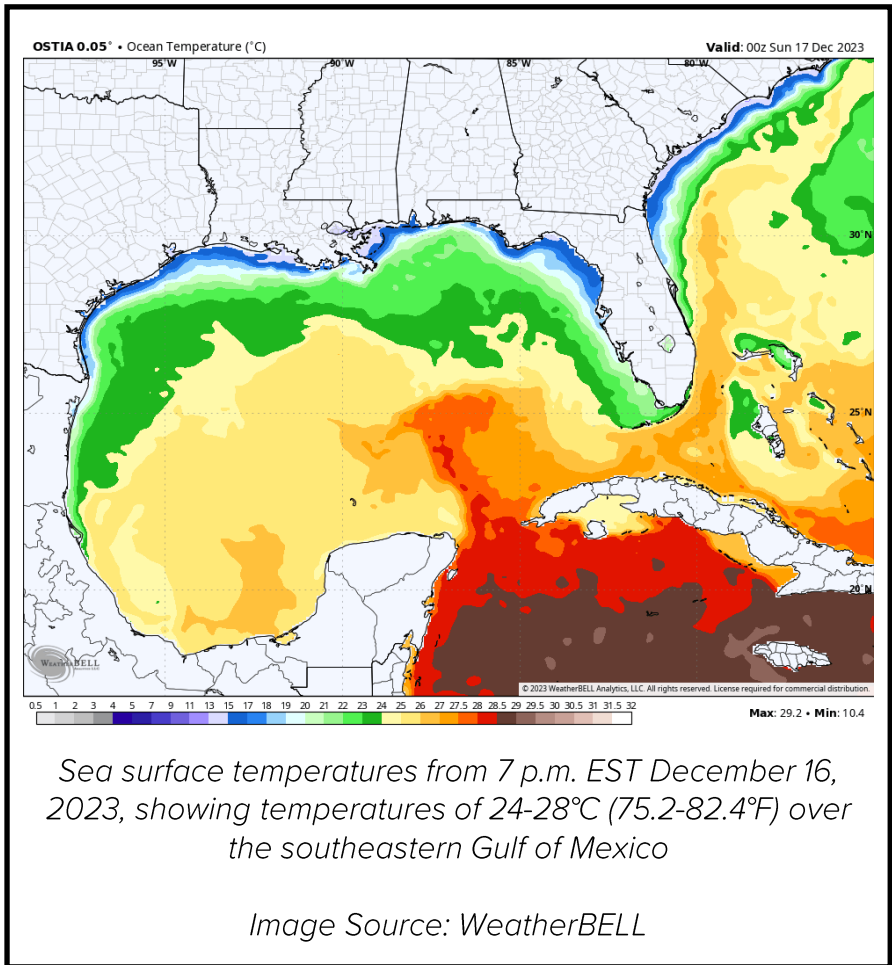 OSTIA 0.05° • Ocean Temperature (°C)
Valid: 00z Sun 17 Dec 2023
95°W 90°W 85°W 80°W
30°N
25°N
20°N
WeatherBELL
© 2023 WeatherBELL Analytics, LLC. All rights reserved. License required for commercial distribution.
0.5 1 2 3 4 5 7 9 11 13 15 17 18 19 20 21 22 23 24 25 26 27 27.5 28 28.5 29 29.5 30 30.5 31 31.5 32
Max: 29.2 • Min: 10.4
Sea surface temperatures from 7 p.m. EST December 16,
2023, showing temperatures of 24-28°C (75.2-82.4°F) over
the southeastern Gulf of Mexico
Image Source: WeatherBELL